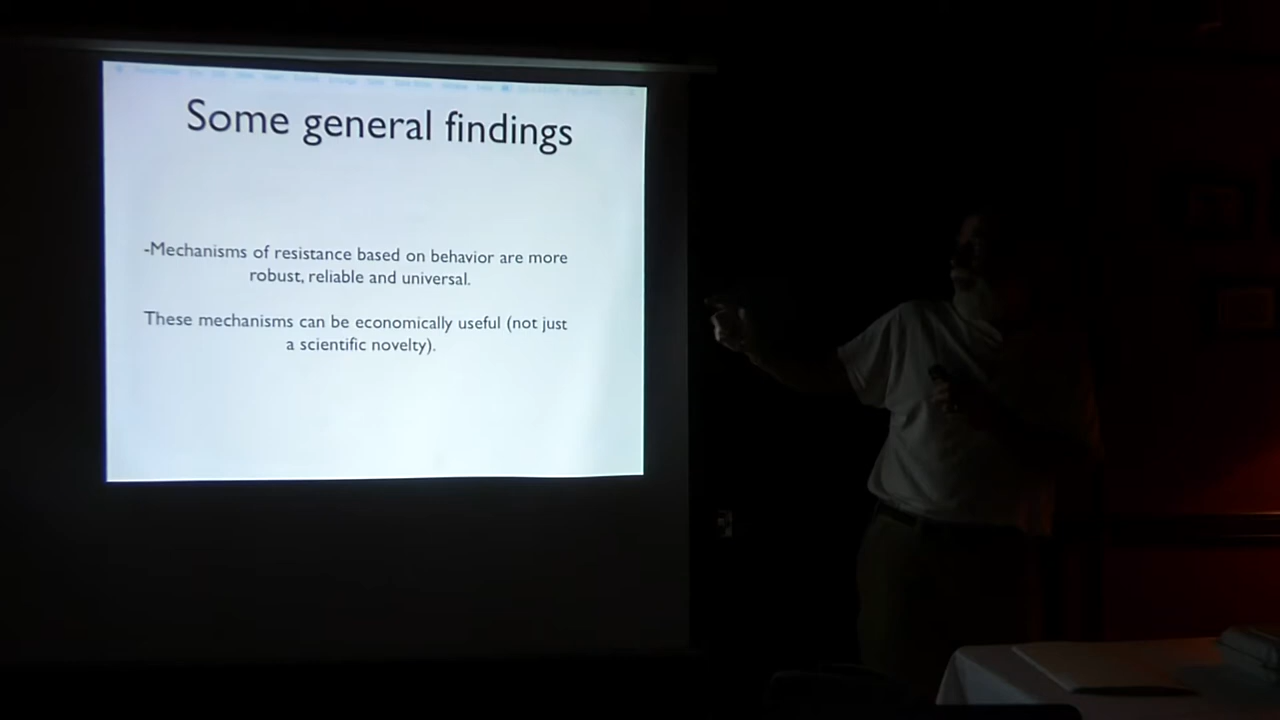 Some general findings
-Mechanisms of resistance based on behavior are more
robust, reliable and universal.
These mechanisms can be economically useful (not just
a scientific novelty).